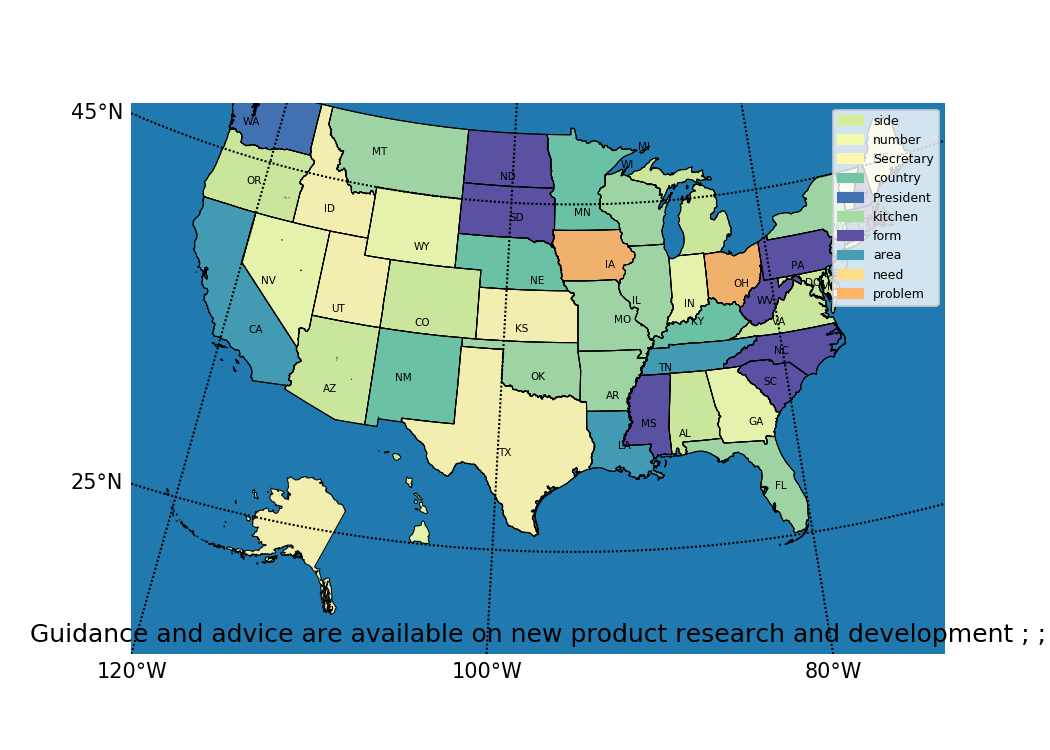 45°N
25°N
120°W
100°W
80°W
side
number
Secretary
country
President
kitchen
form
area
need
problem
WA
MT
ND
MN
WI
MI
OR
ID
SD
WY
NV
UT
CO
NE
IA
IL
IN
OH
PA
WV
VA
KY
MO
KS
CA
AZ
NM
OK
AR
TN
NC
SC
GA
AL
MS
LA
TX
FL
Guidance and advice are available on new product research and development ; ;